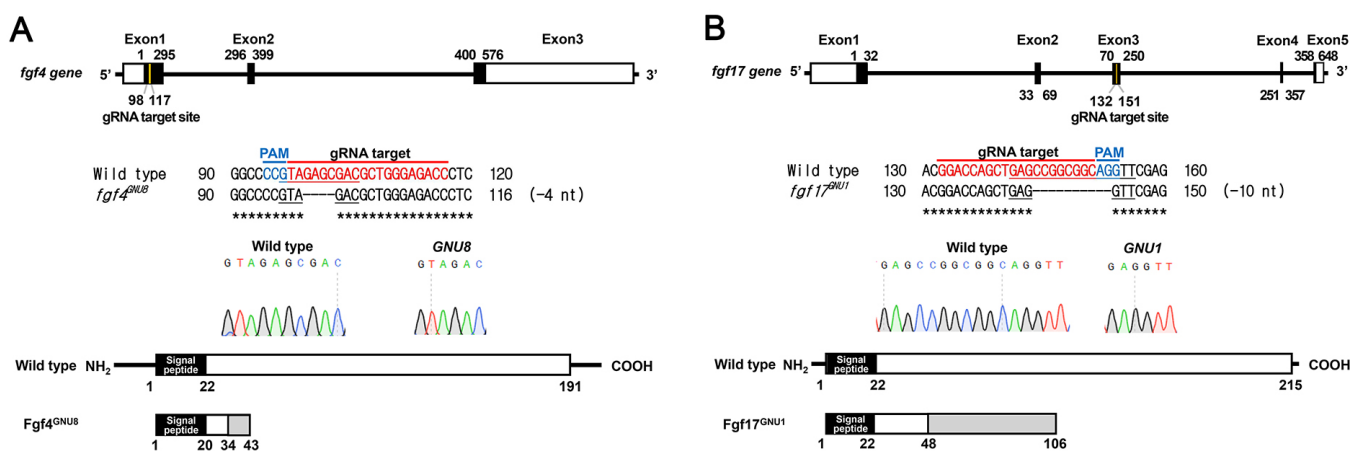 A
Exon1 Exon2 Exon3
1 295 296 399 400 576
fgf4 gene 5’ 3’
98 117
gRNA target site
PAM gRNA target
Wild type 90 GGCCCCGTAGAGCGACGCTGGGAGACCCTC 120
fgf4GNU8 90 GGCCCCGTA----GACGCTGGGAGACCCTC 116 (-4 nt)
********* *****************
Wild type GNU8
GTAGAGCGAC GTAGAC
Wild type NH2 Signal peptide COOH
1 22 191
Fgf4GNU8 Signal peptide
1 20 34 43
B
Exon1 Exon2 Exon3 Exon4 Exon5
1 32 70 250 358 648
fgf17 gene 5’ 3’
33 69 132 151 251 357
gRNA target site
gRNA target PAM
Wild type 130 ACGGACCAGCTGAGCCGGCGGCAGGTTCGAG 160
fgf17GNU1 130 ACGGACCAGCTGAG----------GTTCGAG 150 (-10 nt)
************** *******
Wild type GNU1
GAGCCGGCGGCAGGTT GAGGTT
Wild type NH2 Signal peptide COOH
1 22 215
Fgf17GNU1 Signal peptide
1 22 48 106